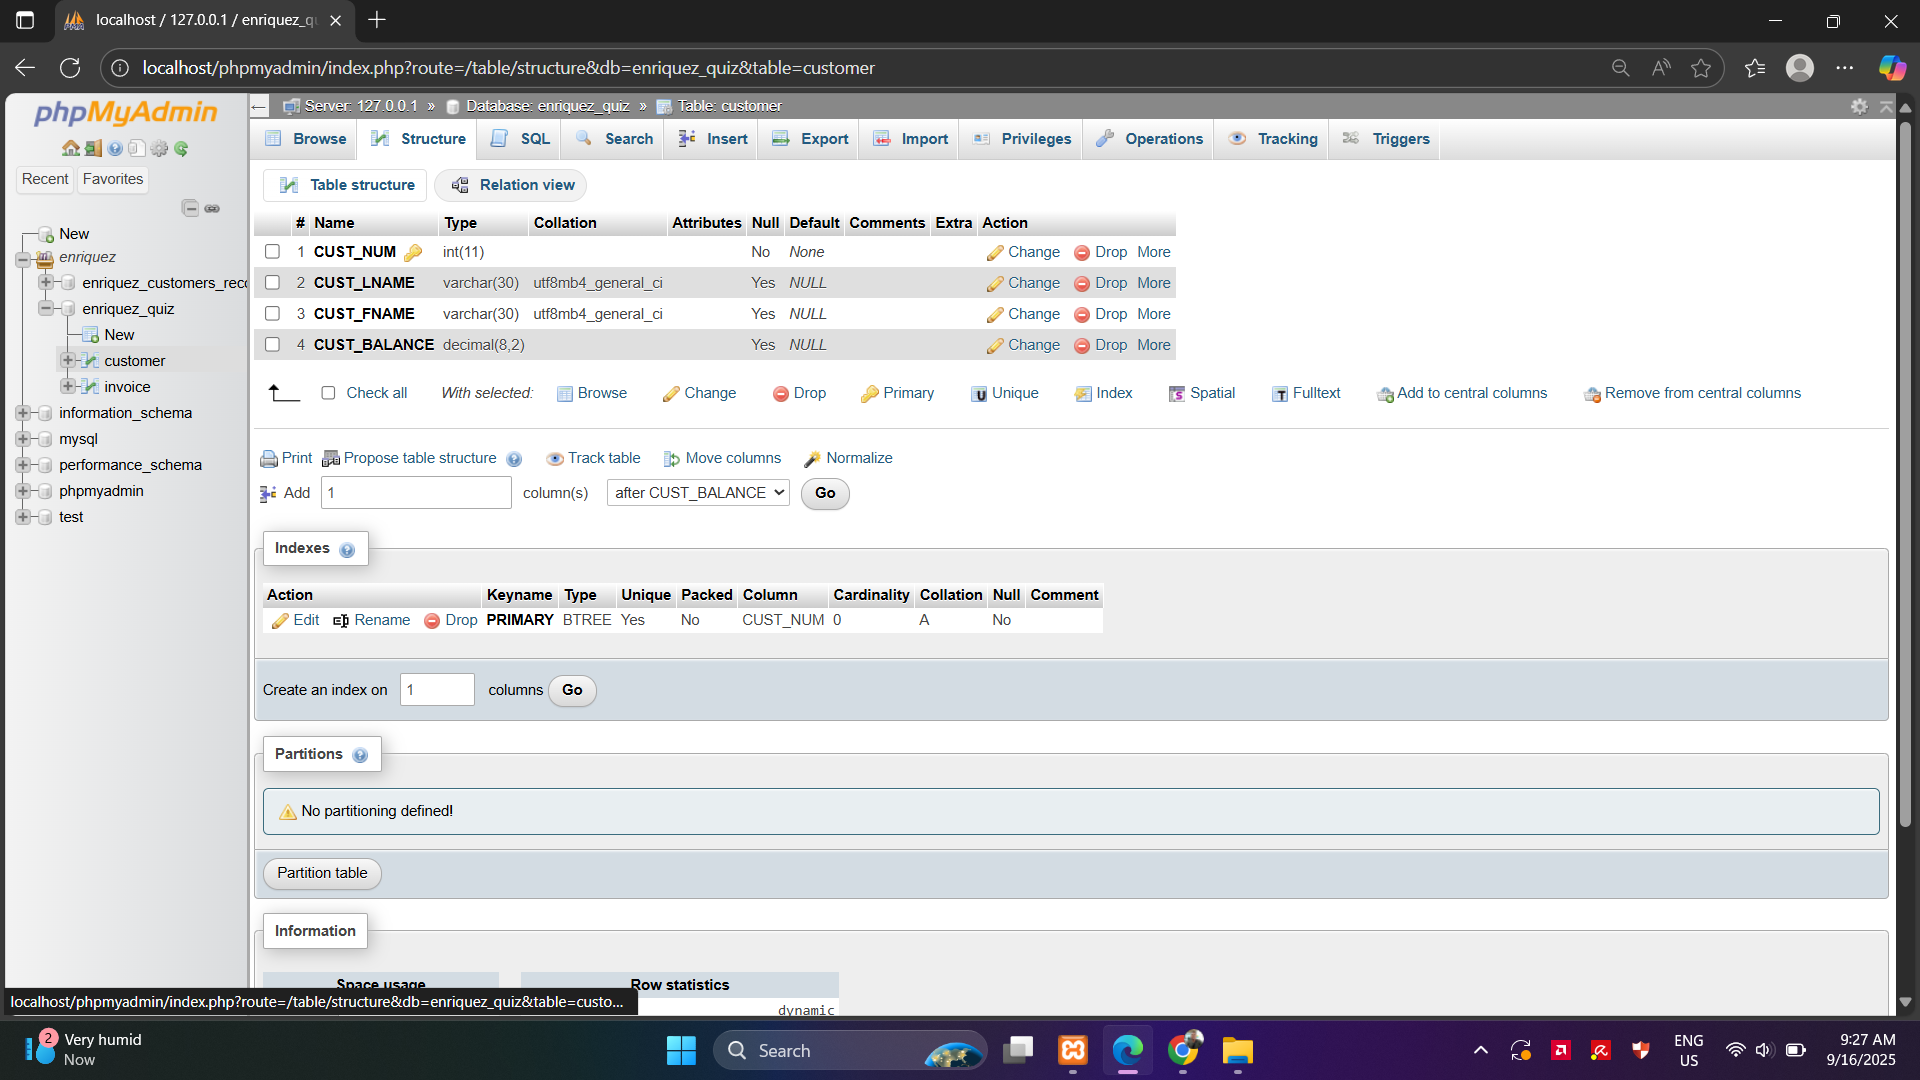 localhost / 127.0.0.1 / enriquez_q
localhost/phpmyadmin/index.php?route=/table/structure&db=enriquez_quiz&table=customer
phpMyAdmin
Recent Favorites
New
enriquez
enriquez_customers_rec
enriquez_quiz
New
customer
invoice
information_schema
mysql
performance_schema
phpmyadmin
test
Server: 127.0.0.1 » Database: enriquez_quiz » Table: customer
Browse Structure SQL Search Insert Export Import Privileges Operations Tracking Triggers
Table structure Relation view
# Name Type Collation Attributes Null Default Comments Extra Action
1 CUST_NUM int(11) No None Change Drop More
2 CUST_LNAME varchar(30) utf8mb4_general_ci Yes NULL Change Drop More
3 CUST_FNAME varchar(30) utf8mb4_general_ci Yes NULL Change Drop More
4 CUST_BALANCE decimal(8,2) Yes NULL Change Drop More
Check all With selected: Browse Change Drop Primary Unique Index Spatial Fulltext Add to central columns Remove from central columns
Print Propose table structure Track table Move columns Normalize
Add 1 column(s) after CUST_BALANCE Go
Indexes
Action Keyname Type Unique Packed Column Cardinality Collation Null Comment
Edit Rename Drop PRIMARY BTREE Yes No CUST_NUM 0 A No
Create an index on 1 columns Go
Partitions
No partitioning defined!
Partition table
Information
Space usage Row statistics
dynamic
localhost/phpmyadmin/index.php?route=/table/structure&db=enriquez_quiz&table=custo...
2
Very humid
Now
Search
ENG
US
9:27 AM
9/16/2025